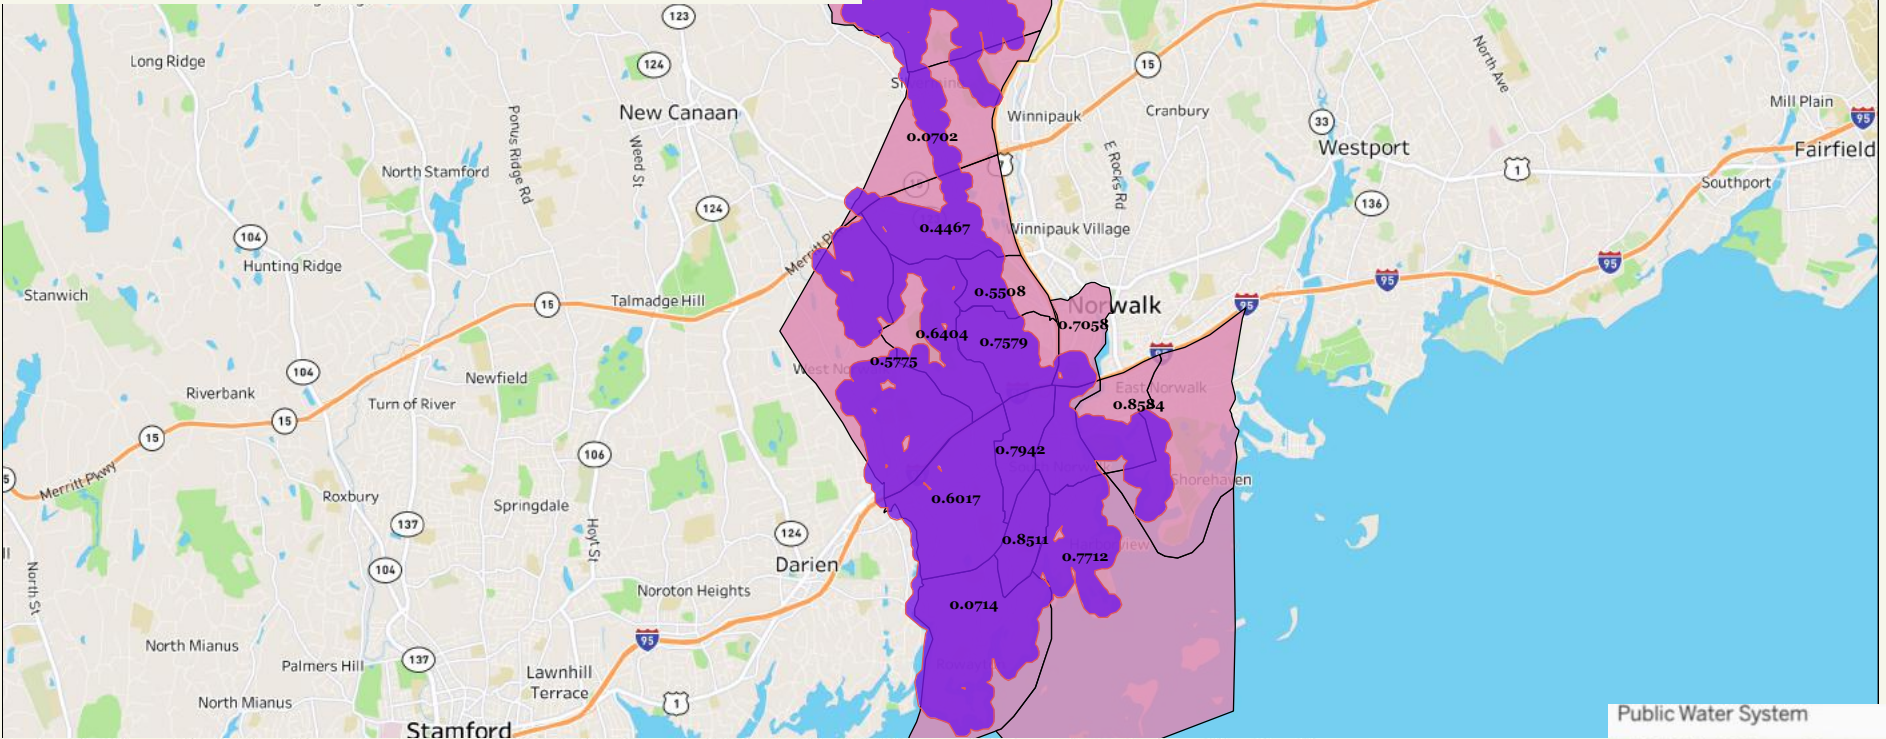 123
Long Ridge
124
15
North Ave
Mill Plain
95
New Canaan
Winnipauk
Cranbury
33
Westport
Fairfield
Ponus Ridge Rd
Weed St
0.0702
E Rocks Rd
North Stamford
15
1
Southport
124
136
104
0.4467
Winnipauk Village
Merritt
Hunting Ridge
95
95
Stanwich
15
Talmadge Hill
0.5508
Norwalk
95
0.7058
0.6404
0.7579
95
0.5775
West
104
Newfield
East Norwalk
Riverbank
Turn of River
0.8584
15
15
106
0.7942
Merritt Pkwy
5
Shorehaven
Roxbury
Springdale
0.6017
137
Hoyt St
124
0.8511
0.7712
Darien
104
North St
Noroton Heights
0.0714
95
North Mianus
Palmers Hill
137
Lawnhill
Terrace
North Mianus
1
Public Water System
Stamford